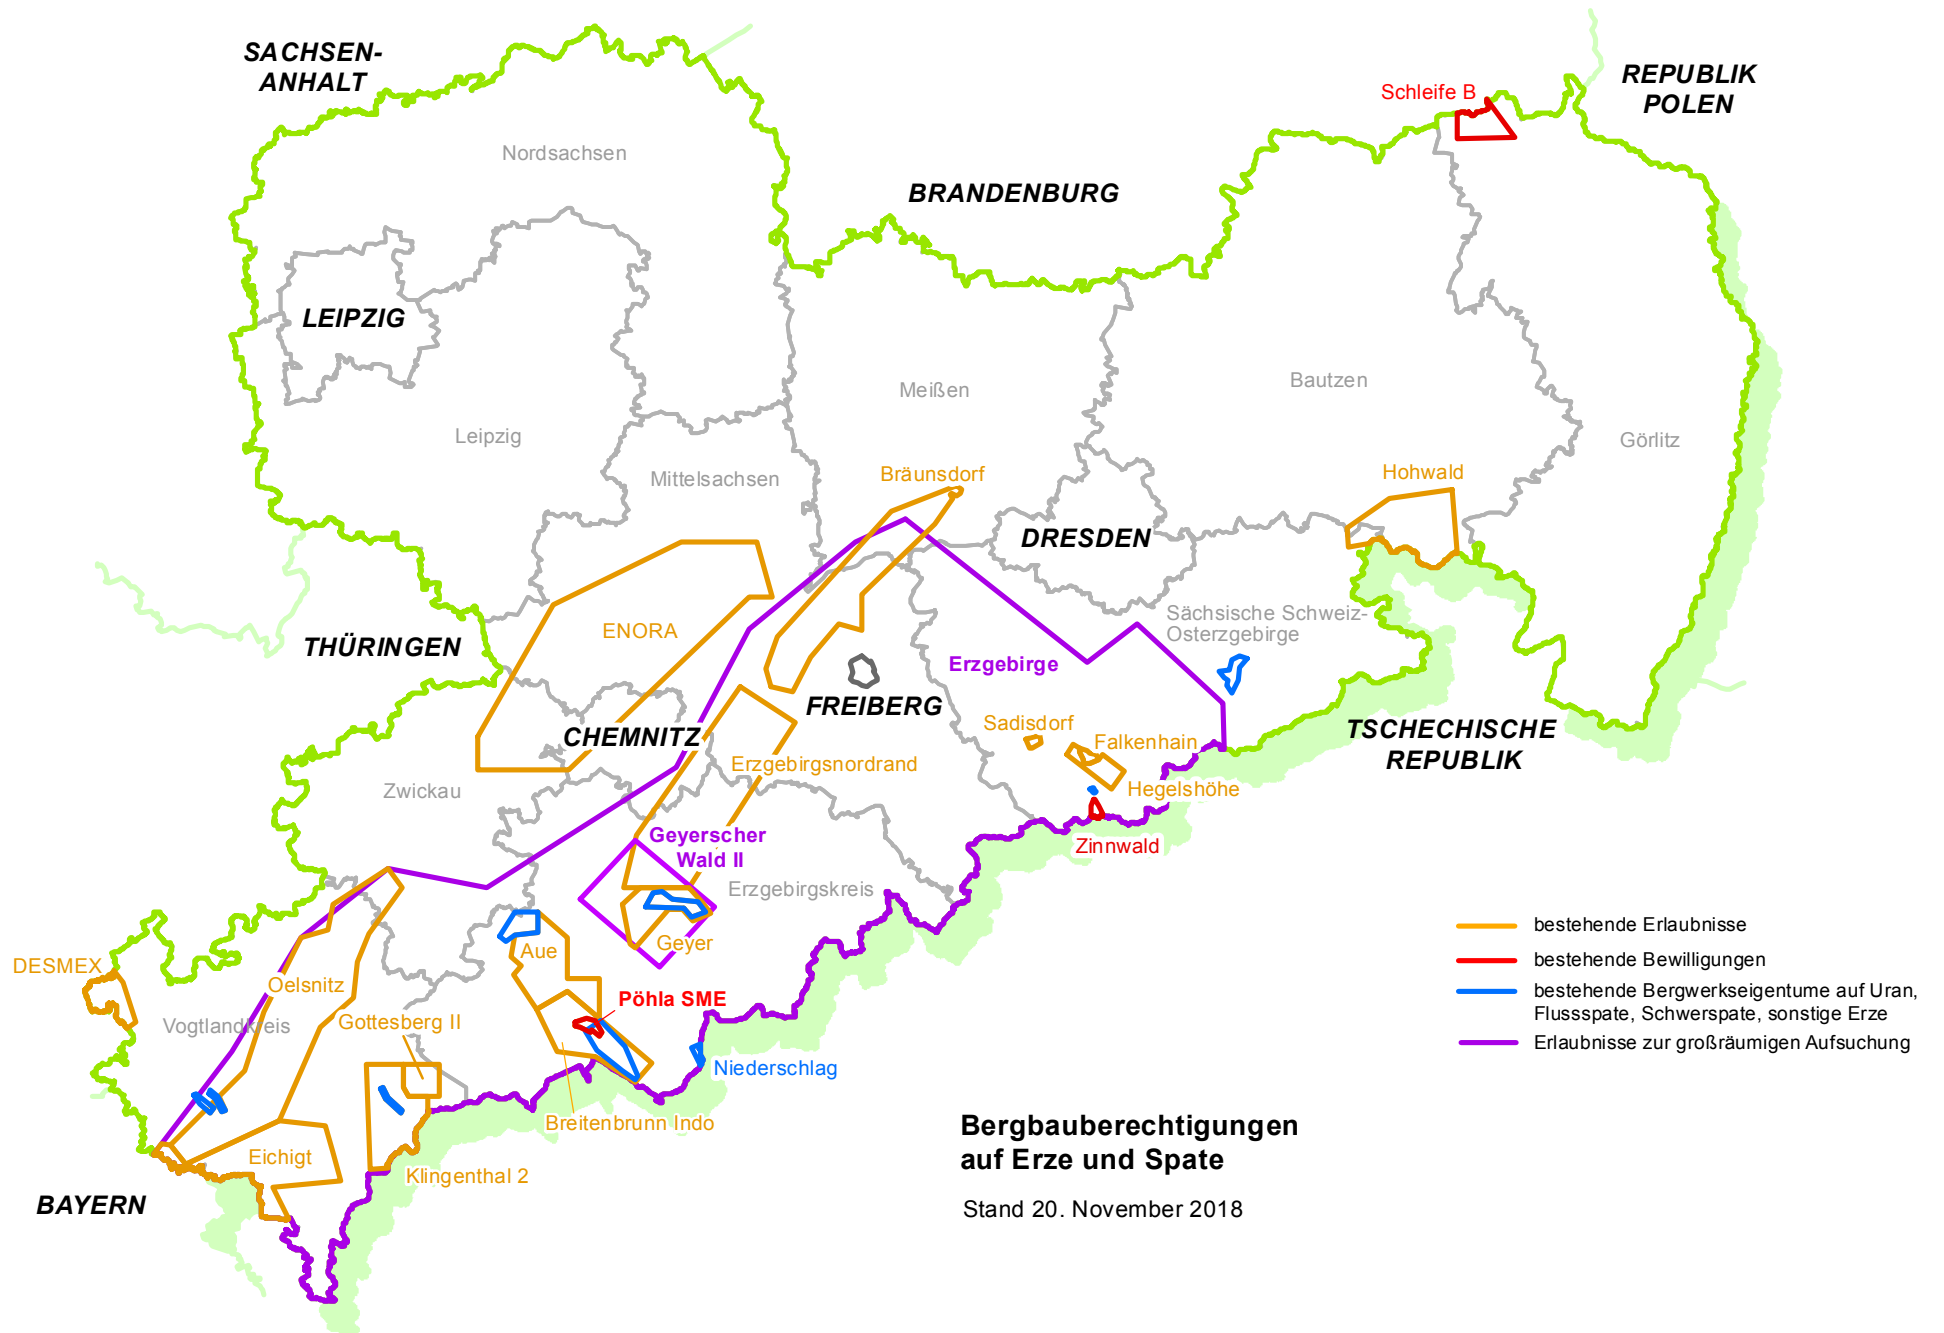 SACHSEN-
ANHALT
REPUBLIK
POLEN
Schleife B
Nordsachsen
BRANDENBURG
LEIPZIG
Meißen
Bautzen
Leipzig
Görlitz
Mittelsachsen
Bräunsdorf
Hohwald
DRESDEN
Sächsische Schweiz-
Osterzgebirge
ENORA
THÜRINGEN
Erzgebirge
FREIBERG
Sadisdorf
TSCHECHISCHE
REPUBLIK
CHEMNITZ
Falkenhain
Erzgebirgsnordrand
Zwickau
Hegelshöhe
Geyerscher
Wald II
Zinnwald
Erzgebirgskreis
bestehende Erlaubnisse
Geyer
Aue
DESMEX
bestehende Bewilligungen
Oelsnitz
bestehende Bergwerkseigentume auf Uran,
Flussspate, Schwerspate, sonstige Erze
Pöhla SME
Gottesberg II
Vogtlandkreis
Erlaubnisse zur großräumigen Aufsuchung
Niederschlag
Breitenbrunn Indo
Bergbauberechtigungen
auf Erze und Spate
Eichigt
Klingenthal 2
BAYERN
Stand 20. November 2018